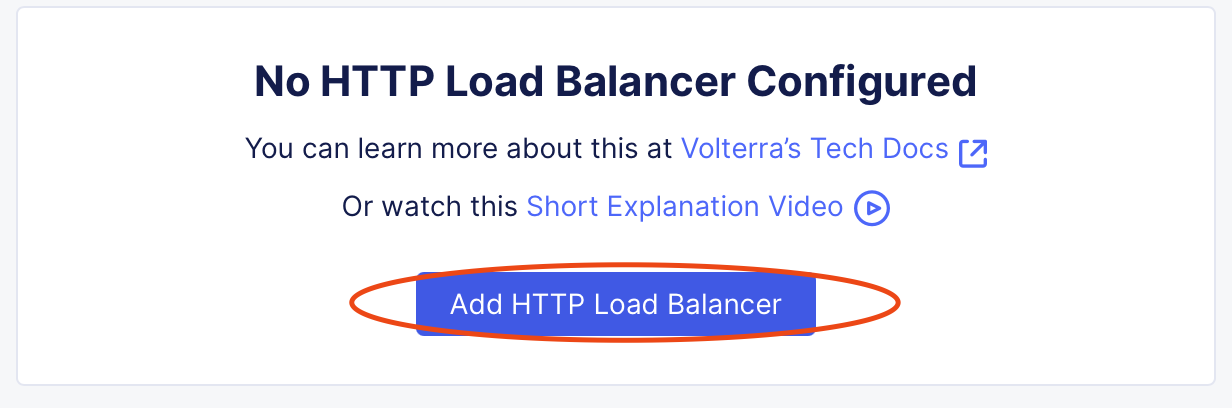 No HTTP Load Balancer Configured
You can learn more about this at Volterra’s Tech Docs
Or watch this Short Explanation Video
Add HTTP Load Balancer